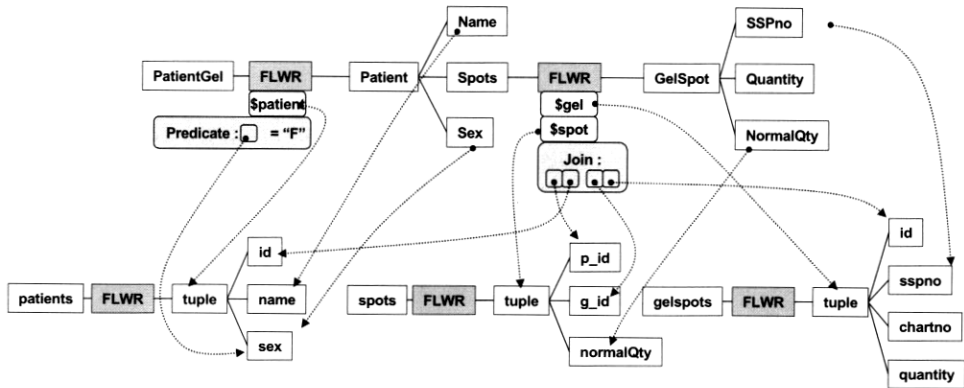 Name
SSPno
PatientGel
FLWR
Patient
Spots
FLWR
GelSpot
Quantity
$patient
$gel
Predicate : = “F”
$spot
Sex
NormalQty
Join :
id
p_id
id
patients
FLWR
tuple
name
spots
FLWR
tuple
g_id
gelspots
FLWR
tuple
sspno
sex
normalQty
chartno
quantity